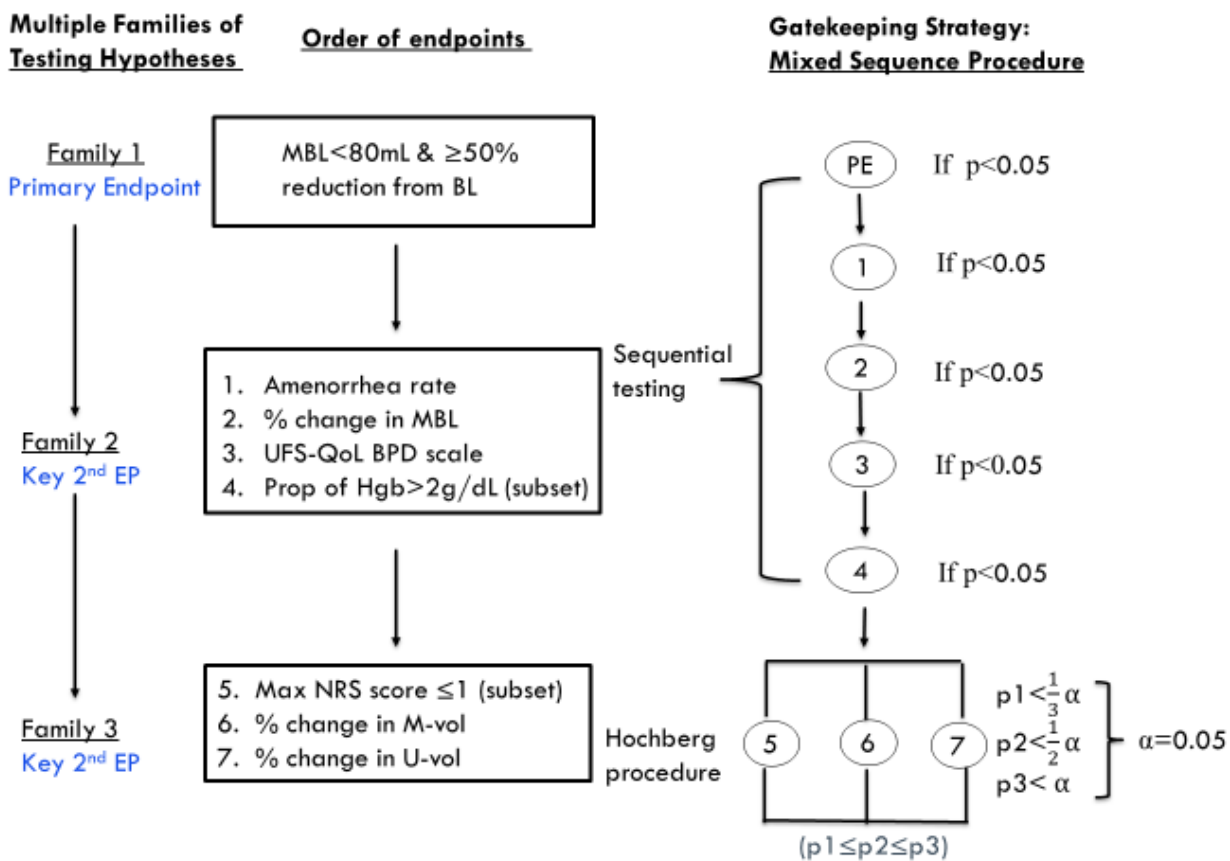 Multiple Families of
Testing Hypotheses
Order of endpoints
Gatekeeping Strategy:
Mixed Sequence Procedure
Family 1
Primary Endpoint
MBL<80mL & ≥50%
reduction from BL
PE
If p<0.05
1
If p<0.05
Family 2
Key 2nd EP
1. Amenorrhea rate
2. % change in MBL
3. UFS-QoL BPD scale
4. Prop of Hgb>2g/dL (subset)
Sequential
testing
2
If p<0.05
3
If p<0.05
4
If p<0.05
Family 3
Key 2nd EP
5. Max NRS score ≤1 (subset)
6. % change in M-vol
7. % change in U-vol
Hochberg
procedure
5
6
7
p1<1/3 α
p2<1/2 α
p3< α
α=0.05
(p1≤p2≤p3)